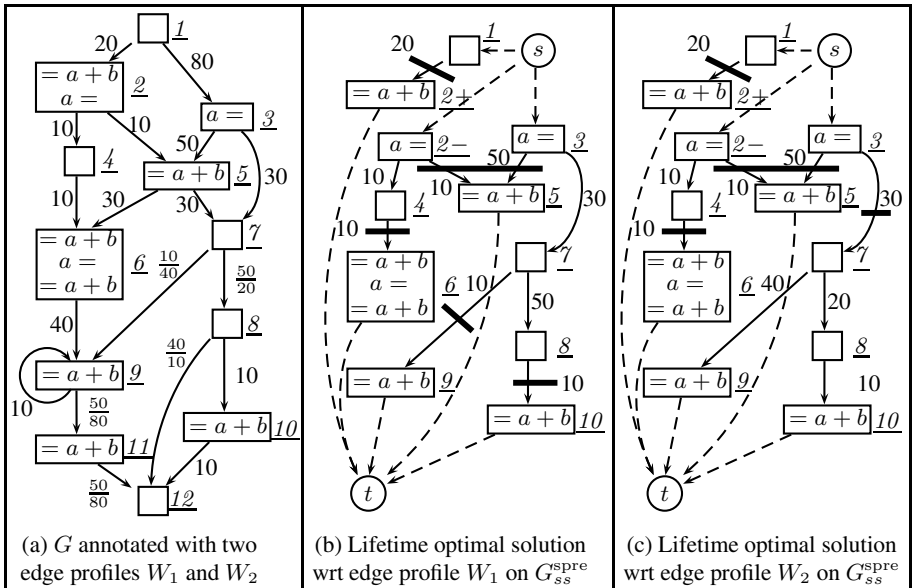 1
20
80
= a + b
a =
2
a =
3
10
10
50
30
4
= a + b
5
10
30
30
7
= a + b
a =
= a + b
6
10
40
50
20
40
8
40
10
10
= a + b
9
10
50
80
= a + b
10
= a + b
11
10
50
80
12
(a) G annotated with two
edge profiles W1 and W2
1
s
20
= a + b
2+
a =
2−
a =
3
50
10
10
= a + b
5
30
4
10
7
= a + b
a =
= a + b
6
10
50
8
= a + b
9
10
= a + b
10
t
(b) Lifetime optimal solution
wrt edge profile W1 on G_ss^spre
1
s
20
= a + b
2+
a =
2−
a =
3
50
10
10
= a + b
5
30
4
10
7
= a + b
a =
= a + b
6
40
20
8
= a + b
9
10
= a + b
10
t
(c) Lifetime optimal solution
wrt edge profile W2 on G_ss^spre